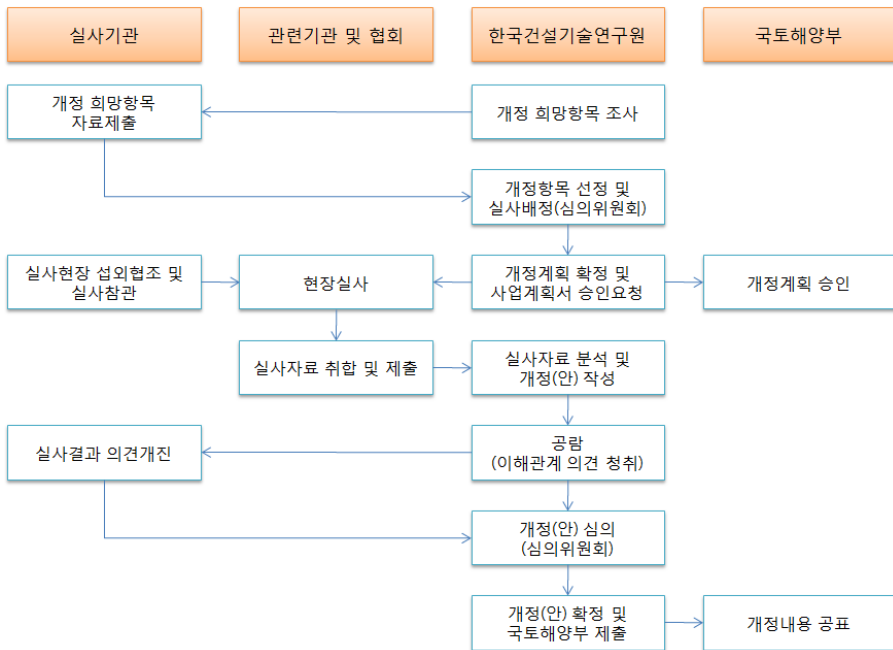 실사기관
관련기관 및 협회
한국건설기술연구원
국토해양부
개정 희망항목
자료제출
개정 희망항목 조사
개정항목 선정 및
실사배정(심의위원회)
실사현장 섭외협조 및
실사참관
현장실사
개정계획 확정 및
사업계획서 승인요청
개정계획 승인
실사자료 취합 및 제출
실사자료 분석 및
개정(안) 작성
실사결과 의견개진
공람
(이해관계 의견 청취)
개정(안) 심의
(심의위원회)
개정(안) 확정 및
국토해양부 제출
개정내용 공표